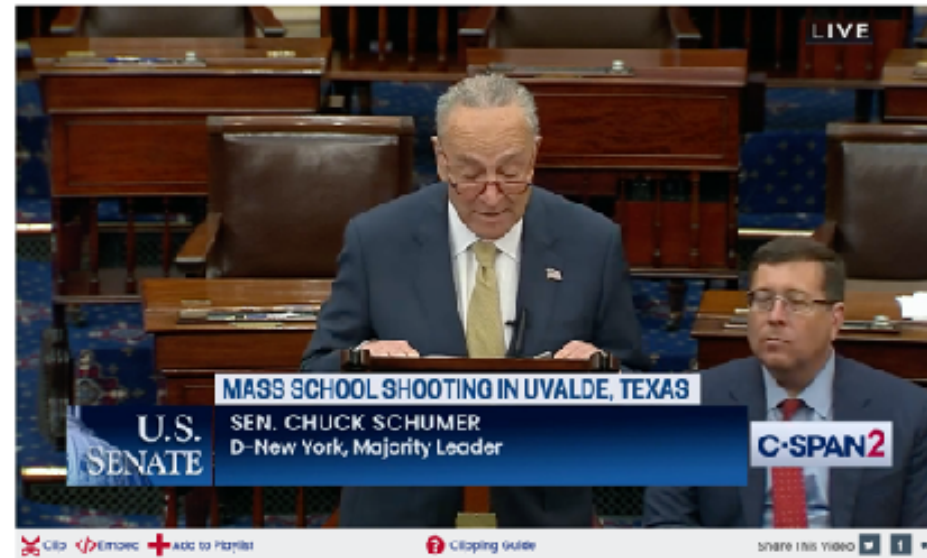 LIVE
MASS SCHOOL SHOOTING IN UVALDE, TEXAS
U.S.
SENATE
SEN. CHUCK SCHUMER
D-New York, Majority Leader
C-SPAN2
Clip </>Embed Add to Playlist
Clipping Guide
Share This Video